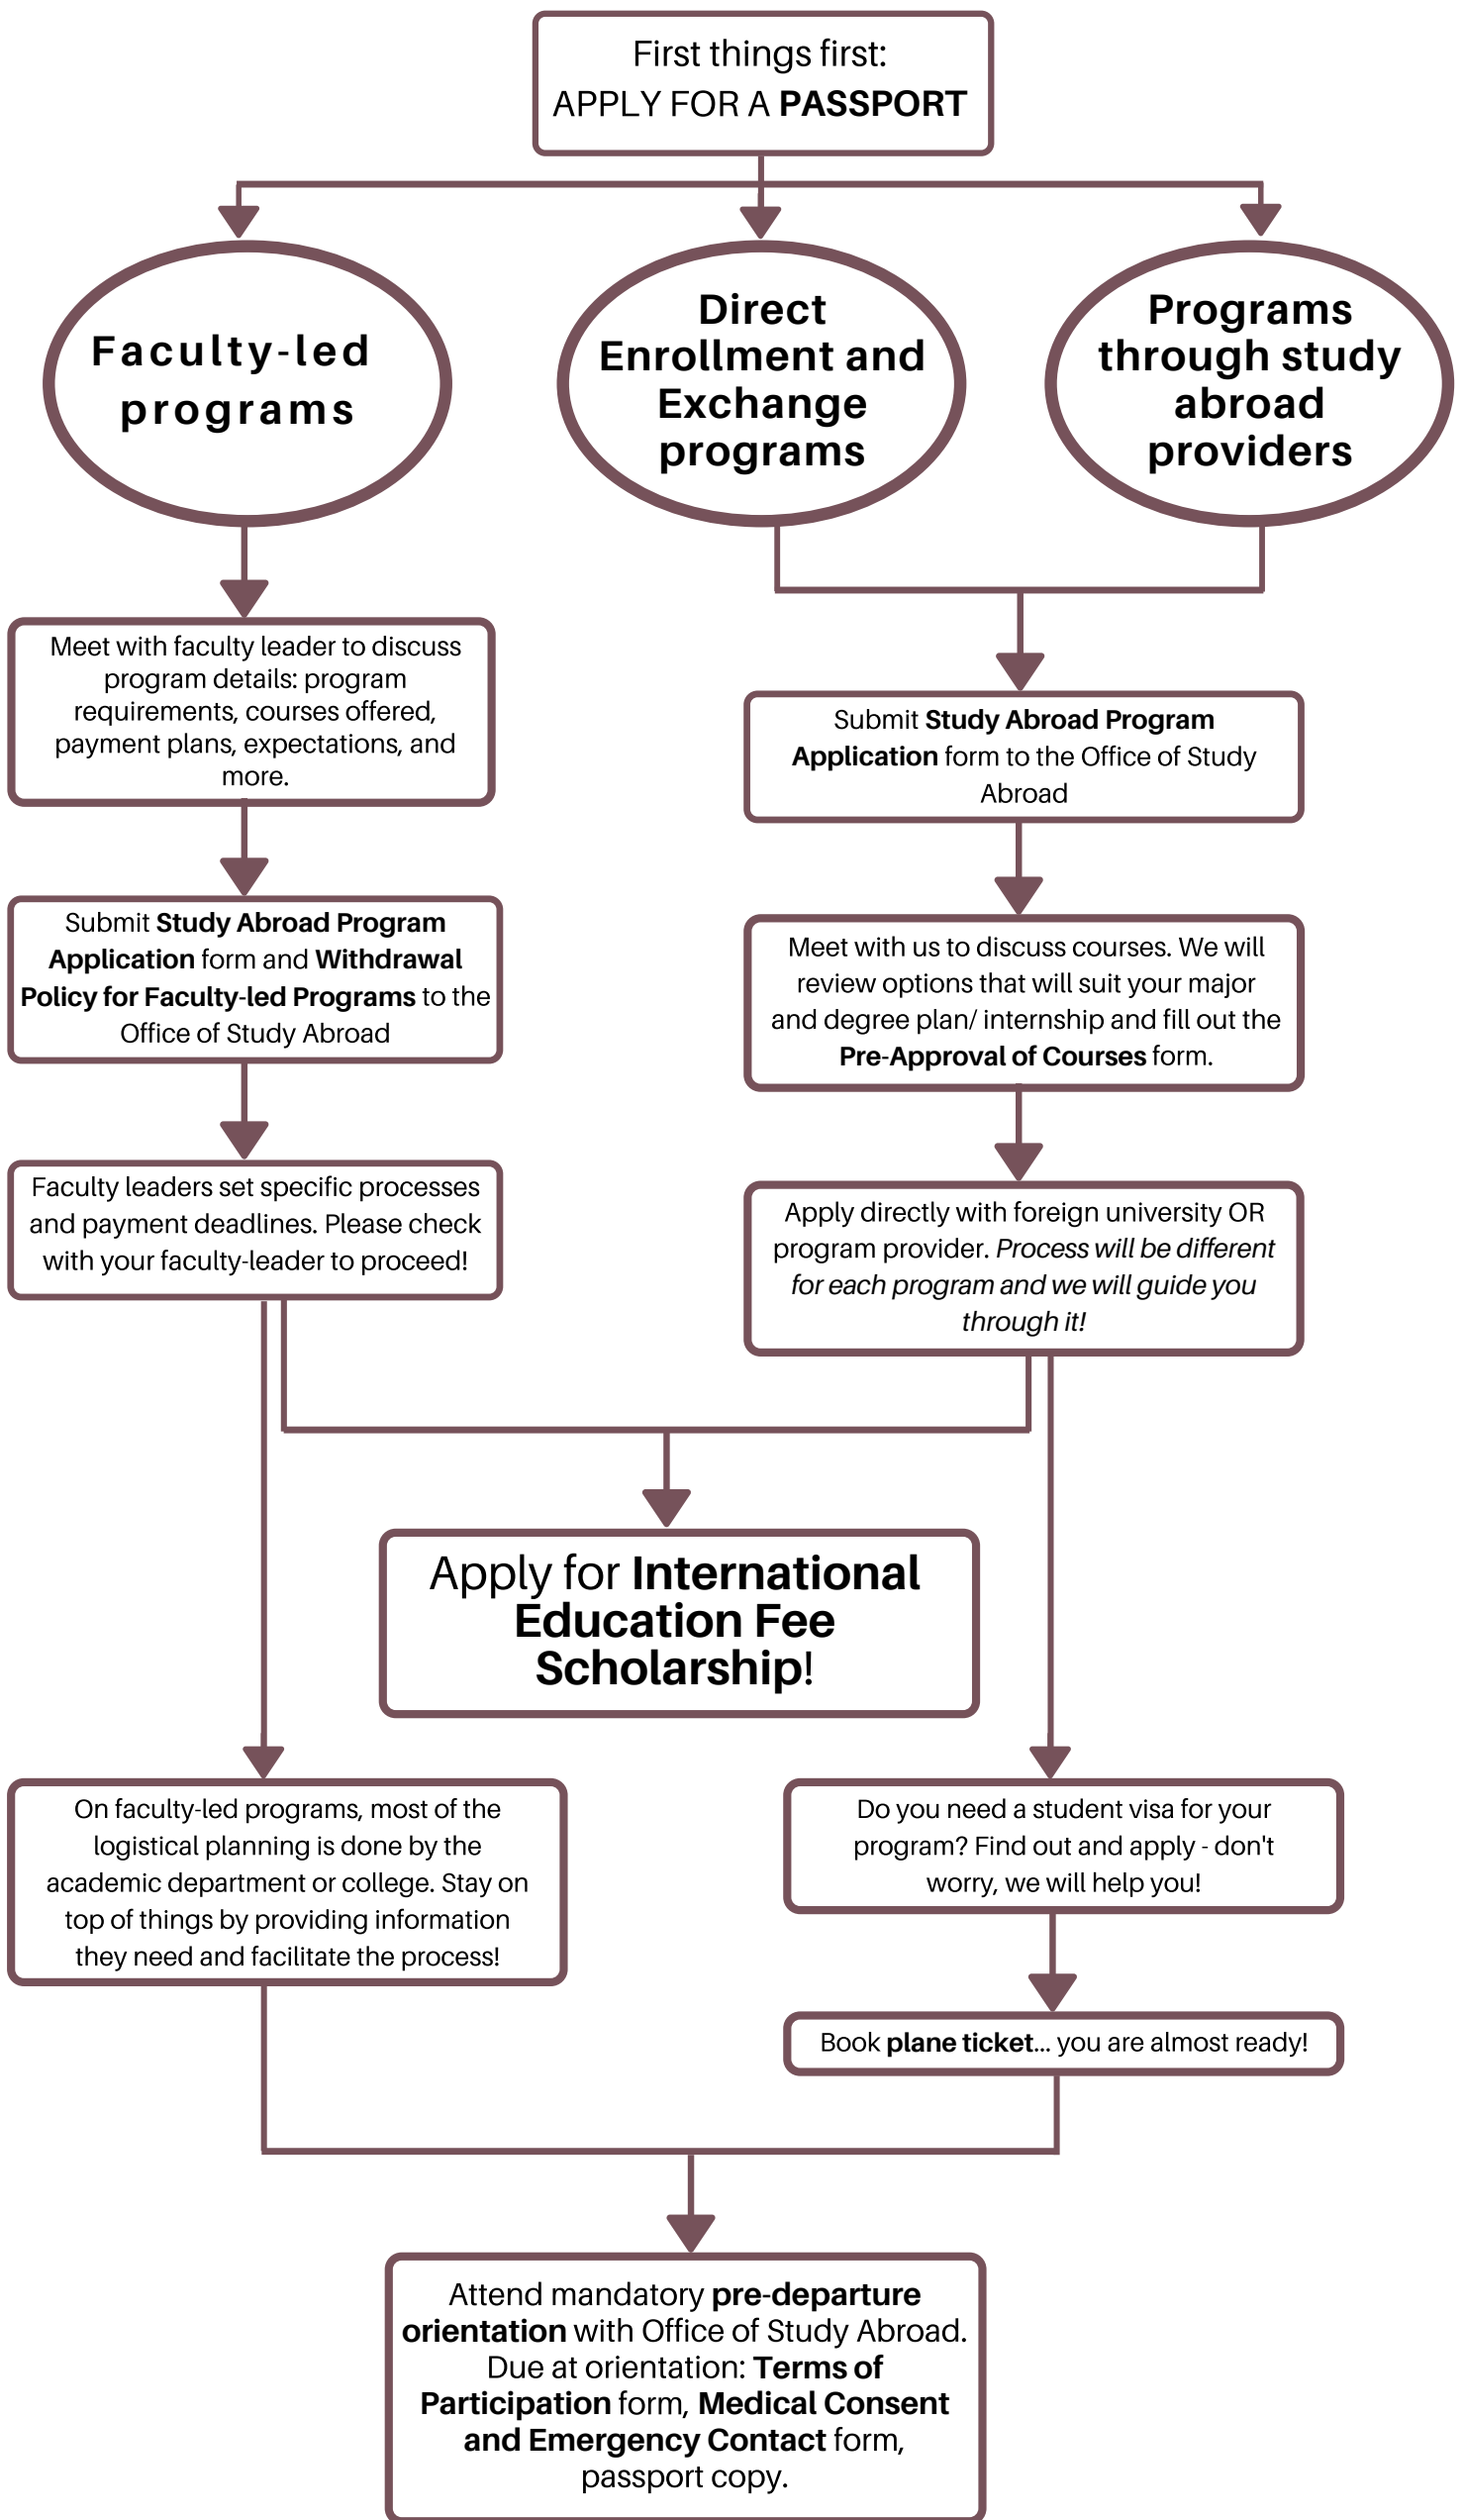 First things first:
APPLY FOR A PASSPORT
Faculty-led
programs
Direct
Enrollment and
Exchange
programs
Programs
through study
abroad
providers
Meet with faculty leader to discuss
program details: program
requirements, courses offered,
payment plans, expectations, and
more.
Submit Study Abroad Program
Application form and Withdrawal
Policy for Faculty-led Programs to the
Office of Study Abroad
Faculty leaders set specific processes
and payment deadlines. Please check
with your faculty-leader to proceed!
Submit Study Abroad Program
Application form to the Office of Study
Abroad
Meet with us to discuss courses. We will
review options that will suit your major
and degree plan/ internship and fill out the
Pre-Approval of Courses form.
Apply directly with foreign university OR
program provider. Process will be different
for each program and we will guide you
through it!
Apply for International
Education Fee
Scholarship!
On faculty-led programs, most of the
logistical planning is done by the
academic department or college. Stay on
top of things by providing information
they need and facilitate the process!
Do you need a student visa for your
program? Find out and apply - don't
worry, we will help you!
Book plane ticket... you are almost ready!
Attend mandatory pre-departure
orientation with Office of Study Abroad.
Due at orientation: Terms of
Participation form, Medical Consent
and Emergency Contact form,
passport copy.